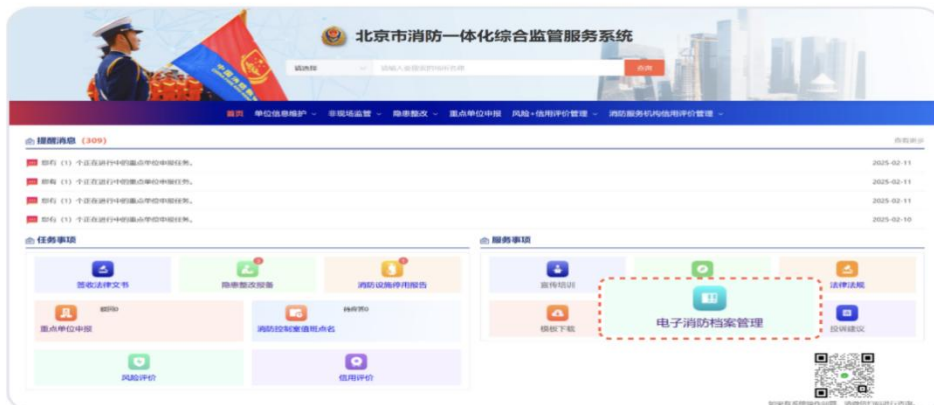 北京市消防一体化综合监管服务系统
请选择 请输入要搜索的场所名称 查询
首页 单位信息维护 非现场监管 隐患整改 重点单位申报 风险+信用评价管理 消防服务机构信用评价管理
提醒消息 (309) 查看更多
您有（1）个正在进行中的重点单位申报任务。 2025-02-11
您有（1）个正在进行中的重点单位申报任务。 2025-02-11
您有（1）个正在进行中的重点单位申报任务。 2025-02-11
您有（1）个正在进行中的重点单位申报任务。 2025-02-10
任务事项 服务事项
签收法律文书 隐患整改报备 消防设施停用报告 宣传培训 法律法规
重点单位申报 消防控制室值班点名 模板下载 电子消防档案管理 投诉建议
风险评价 信用评价